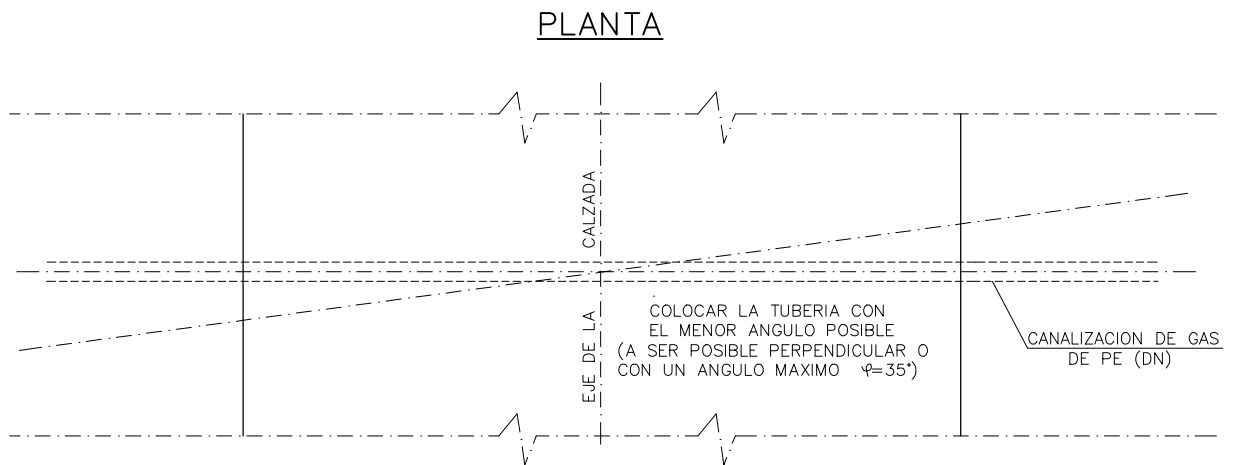 PLANTA
EJE DE LA CALZADA
COLOCAR LA TUBERIA CON
EL MENOR ANGULO POSIBLE
(A SER POSIBLE PERPENDICULAR O
CON UN ANGULO MAXIMO φ=35°)
CANALIZACION DE GAS
DE PE (DN)